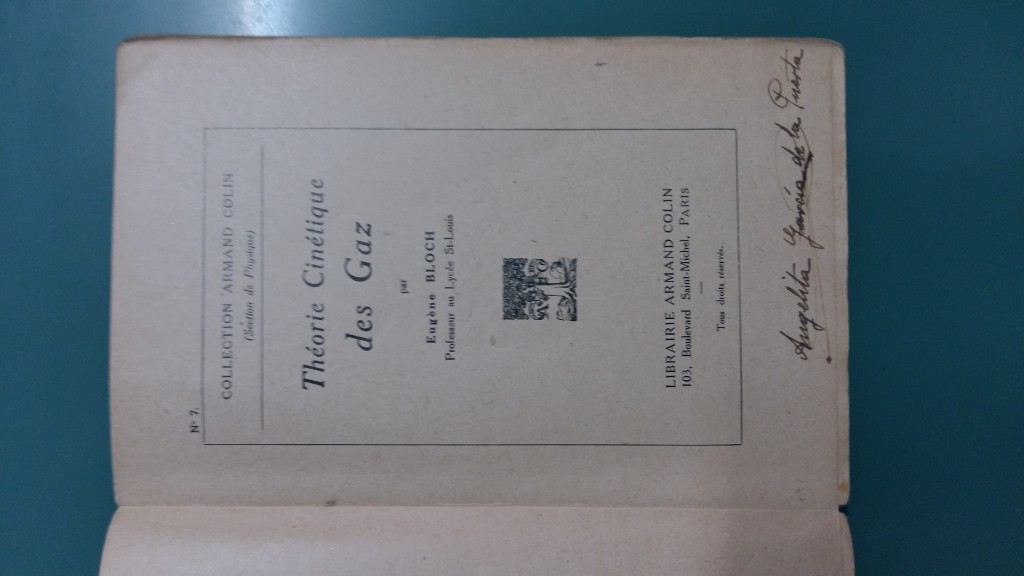 N° 7.
COLLECTION ARMAND COLIN
(Section de Physique)
Théorie Cinétique
des Gaz
par
Eugène BLOCH
Professeur au Lycée St-Louis
LIBRAIRIE ARMAND COLIN
103, Boulevard Saint-Michel, PARIS
Tous droits réservés.
Angelita García de la Puerta